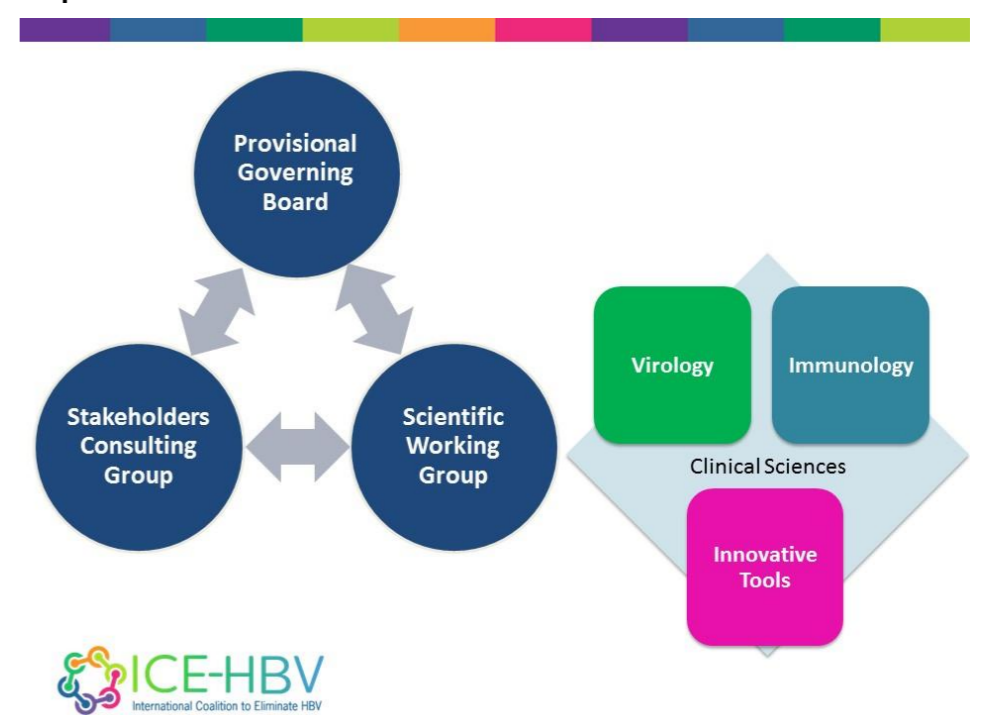 Provisional
Governing
Board
Stakeholders
Consulting
Group
Scientific
Working
Group
Virology
Immunology
Clinical Sciences
Innovative
Tools
ICE-HBV
International Coalition to Eliminate HBV